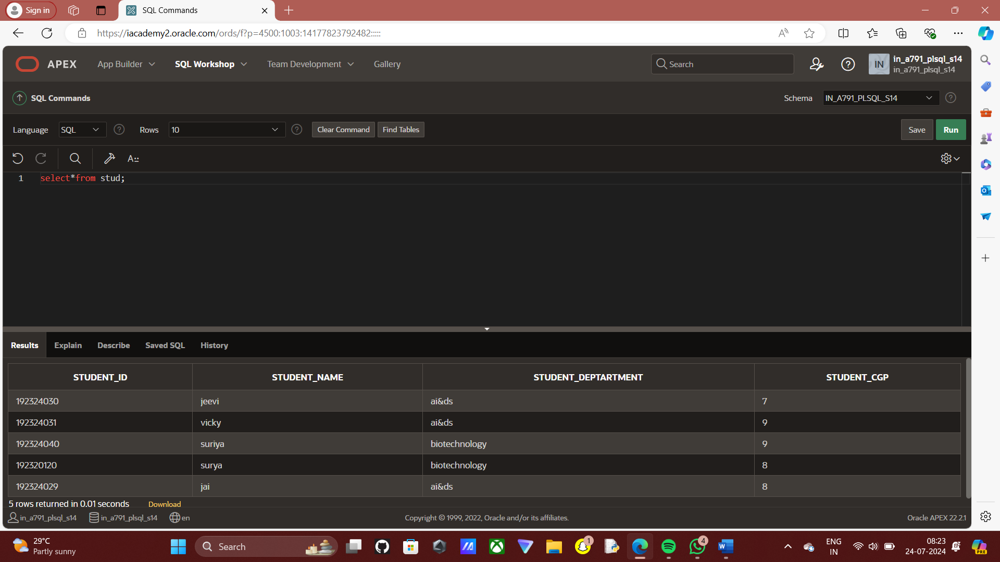 Sign in
SQL Commands
https://iacademy2.oracle.com/ords/f?p=4500:1003:14177823792482:::::
APEX App Builder SQL Workshop Team Development Gallery Search IN in_a791_plsql_s14
in_a791_plsql_s14
SQL Commands Schema IN_A791_PLSQL_S14
Language SQL Rows 10 Clear Command Find Tables Save Run
1 select*from stud;
Results Explain Describe Saved SQL History
STUDENT_ID STUDENT_NAME STUDENT_DEPTARTMENT STUDENT_CGP
192324030 jeevi ai&ds 7
192324031 vicky ai&ds 9
192324040 suriya biotechnology 9
192320120 surya biotechnology 8
192324029 jai ai&ds 8
5 rows returned in 0.01 seconds Download
in_a791_plsql_s14 in_a791_plsql_s14 en Copyright © 1999, 2022, Oracle and/or its affiliates. Oracle APEX 22.2.1
29°C
Partly sunny
Search
1
4
ENG
IN
08:23
24-07-2024
PRE